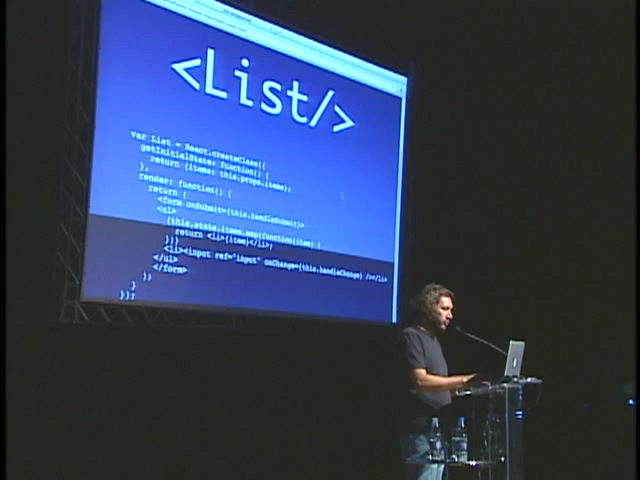 <List/>
var List = React.createClass({
getInitialState: function() {
return {items: this.props.items};
},
render: function() {
return (
<form onSubmit={this.handleSubmit}>
<ul>
{this.state.items.map(function(item) {
return <li>{item}</li>;
})}
<li><input ref="input" onChange={this.handleChange} /></li>
</ul>
</form>
);
}
});